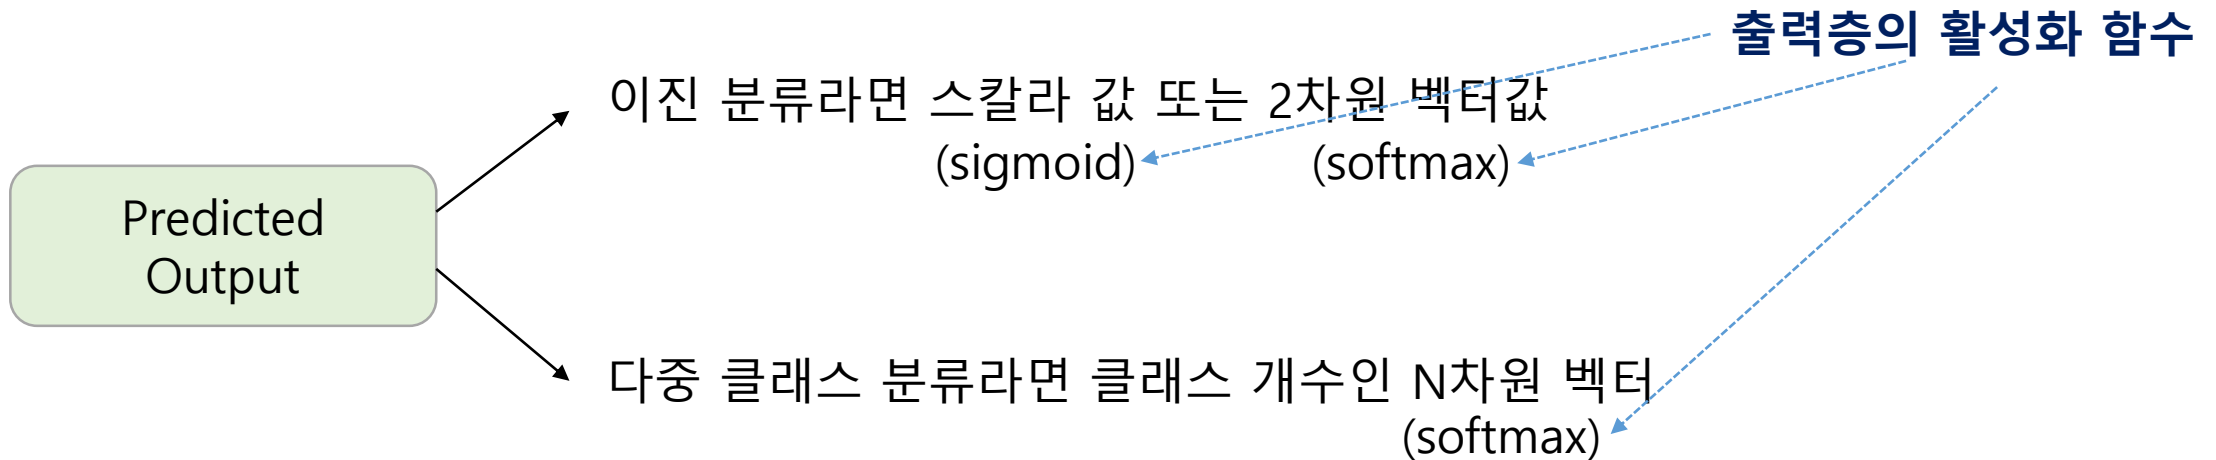 출력층의 활성화 함수
이진 분류라면 스칼라 값 또는 2차원 벡터값
(sigmoid) (softmax)
Predicted
Output
다중 클래스 분류라면 클래스 개수인 N차원 벡터
(softmax)